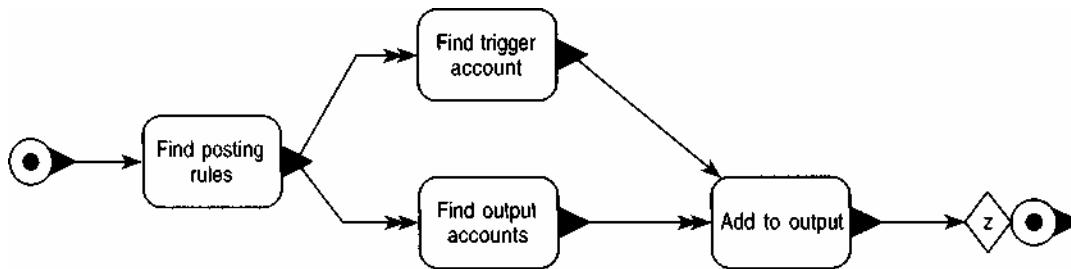 Find trigger
account
Find posting
rules
Find output
accounts
Add to output
z